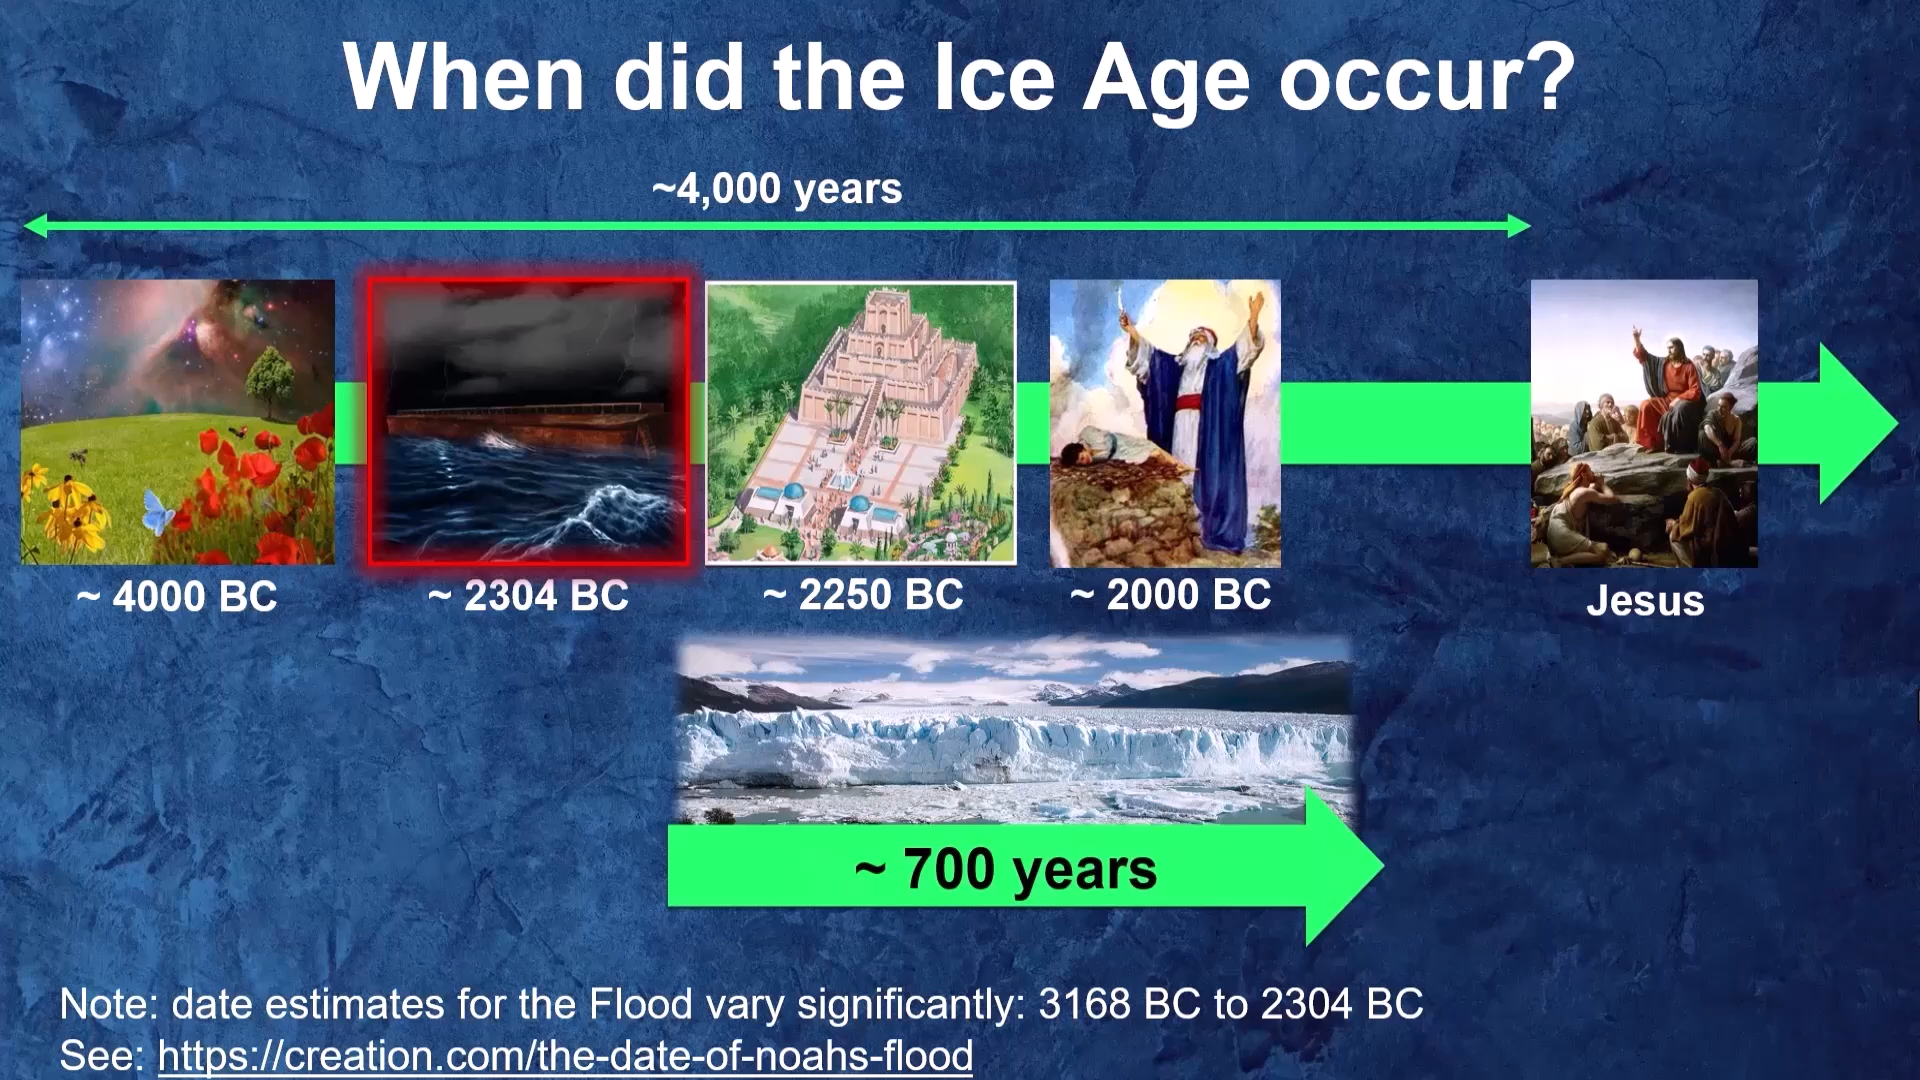 When did the Ice Age occur?
~4,000 years
~ 4000 BC
~ 2304 BC
~ 2250 BC
~ 2000 BC
Jesus
~ 700 years
Note: date estimates for the Flood vary significantly: 3168 BC to 2304 BC
See: https://creation.com/the-date-of-noahs-flood